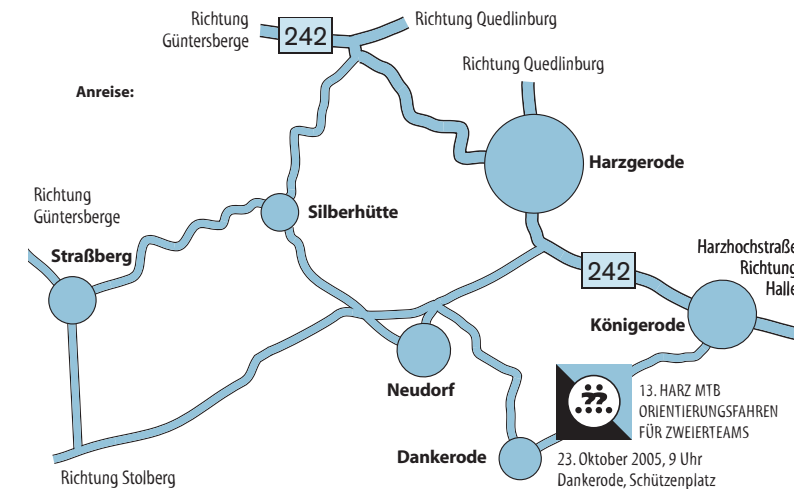 Richtung
Güntersberge
242
Richtung Quedlinburg
Richtung Quedlinburg
Anreise:
Harzgerode
Richtung
Güntersberge
Silberhütte
Straßberg
242
Harzhochstraße
Richtung
Halle
Königerode
Neudorf
13. HARZ MTB
ORIENTIERUNGSFAHREN
FÜR ZWEIERTEAMS
Dankerode
23. Oktober 2005, 9 Uhr
Dankerode, Schützenplatz
Richtung Stolberg